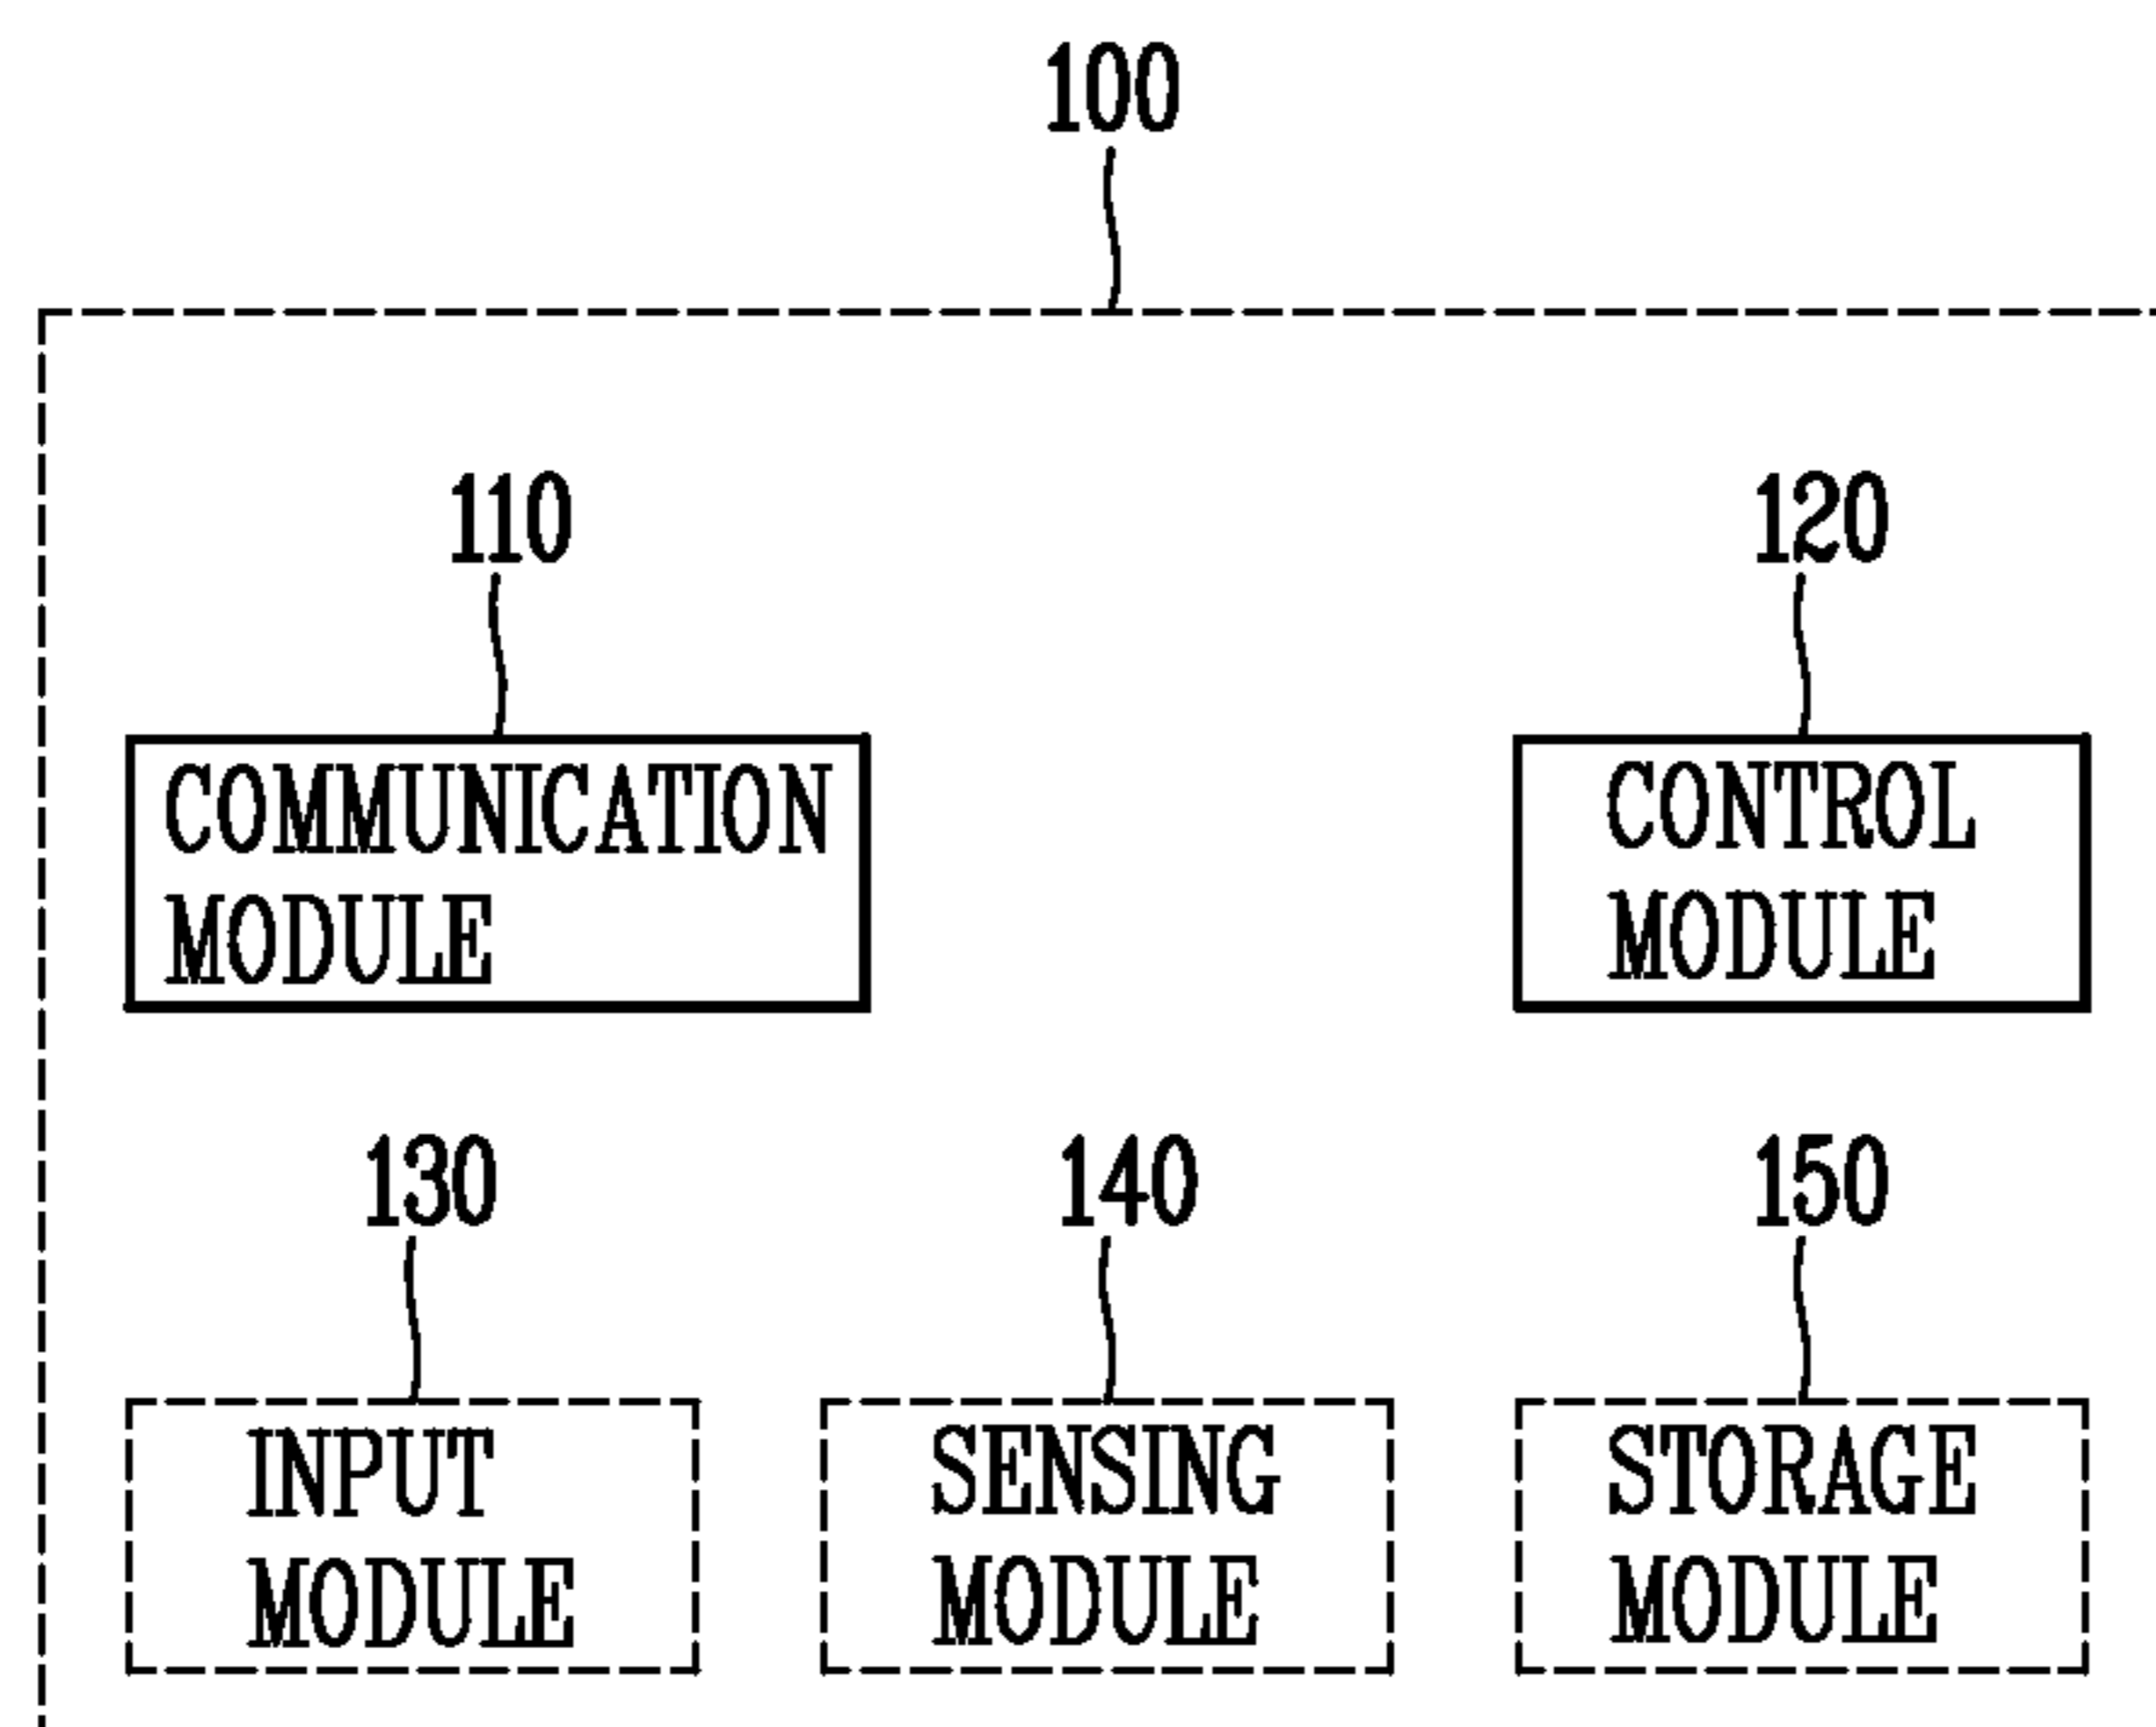 100
110
120
COMMUNICATION
MODULE
CONTROL
MODULE
130
140
150
INPUT
MODULE
SENSING
MODULE
STORAGE
MODULE